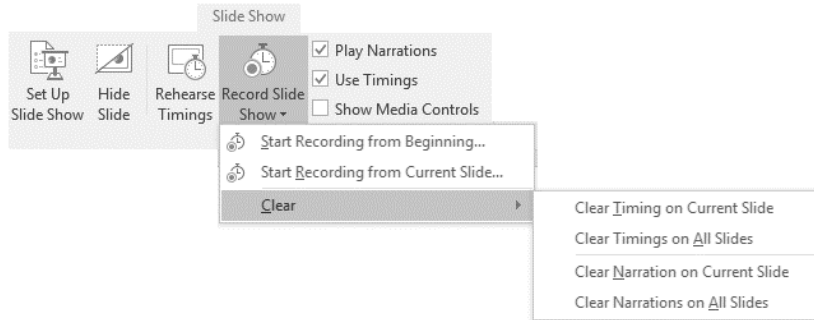 Slide Show
Set Up
Slide Show
Hide
Slide
Rehearse
Timings
Record Slide
Show
Play Narrations
Use Timings
Show Media Controls
Start Recording from Beginning...
Start Recording from Current Slide...
Clear
Clear Timing on Current Slide
Clear Timings on All Slides
Clear Narration on Current Slide
Clear Narrations on All Slides